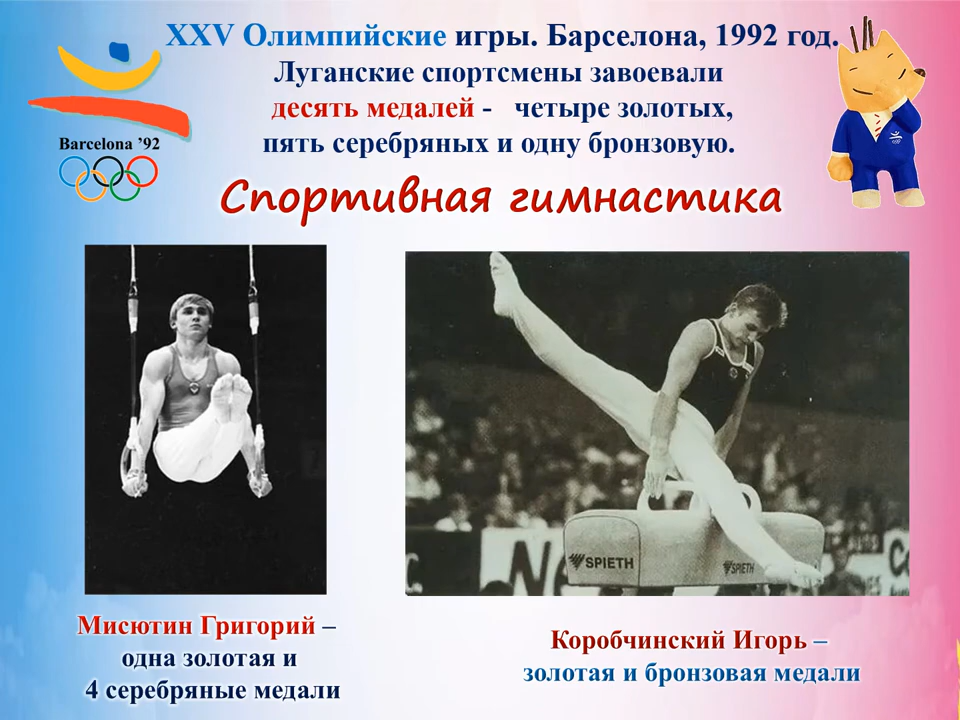 XXV Олимпийские игры. Барселона, 1992 год.
Луганские спортсмены завоевали
десять медалей - четыре золотых,
пять серебряных и одну бронзовую.
Barcelona '92
Спортивная гимнастика
SPIETH
SPIETH
Мисютин Григорий –
одна золотая и
4 серебряные медали
Коробчинский Игорь –
золотая и бронзовая медали